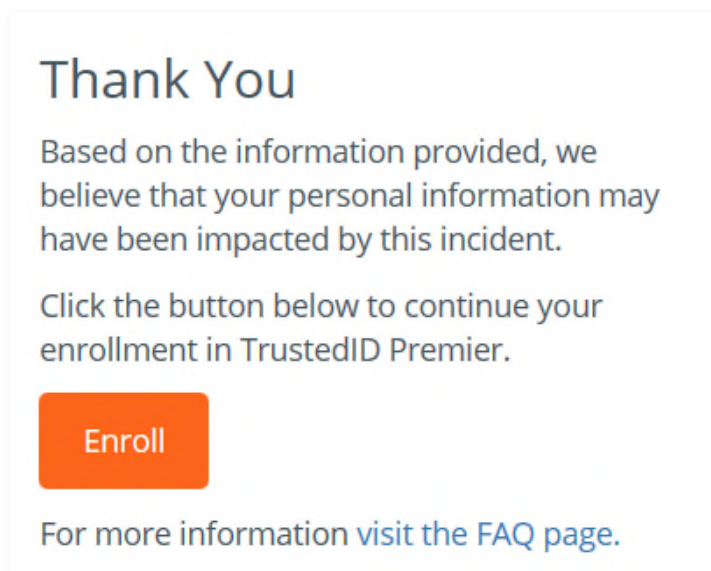 Thank You
Based on the information provided, we
believe that your personal information may
have been impacted by this incident.
Click the button below to continue your
enrollment in TrustedID Premier.
Enroll
For more information visit the FAQ page.